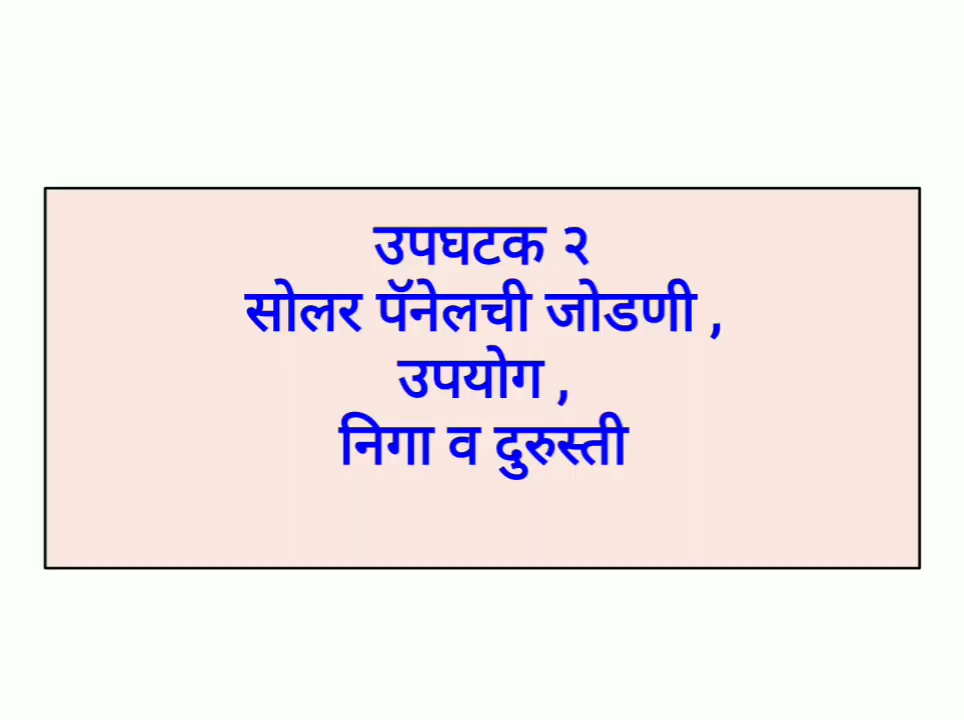 उपघटक २
सोलर पॅनेलची जोडणी ,
उपयोग ,
निगा व दुरुस्ती